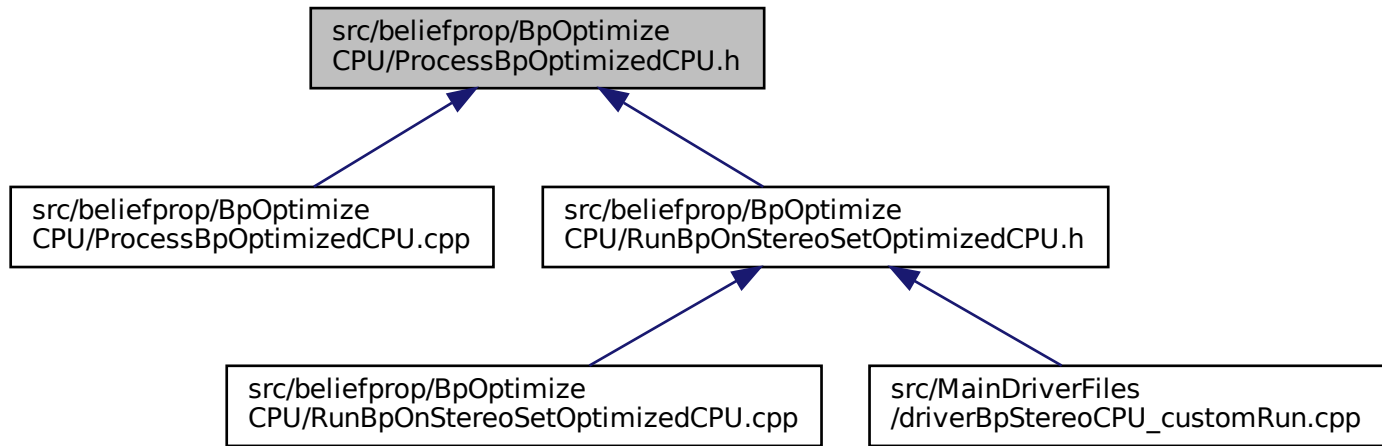 src/beliefprop/BpOptimize
CPU/ProcessBpOptimizedCPU.h
src/beliefprop/BpOptimize
CPU/ProcessBpOptimizedCPU.cpp
src/beliefprop/BpOptimize
CPU/RunBpOnStereoSetOptimizedCPU.h
src/beliefprop/BpOptimize
CPU/RunBpOnStereoSetOptimizedCPU.cpp
src/MainDriverFiles
/driverBpStereoCPU_customRun.cpp